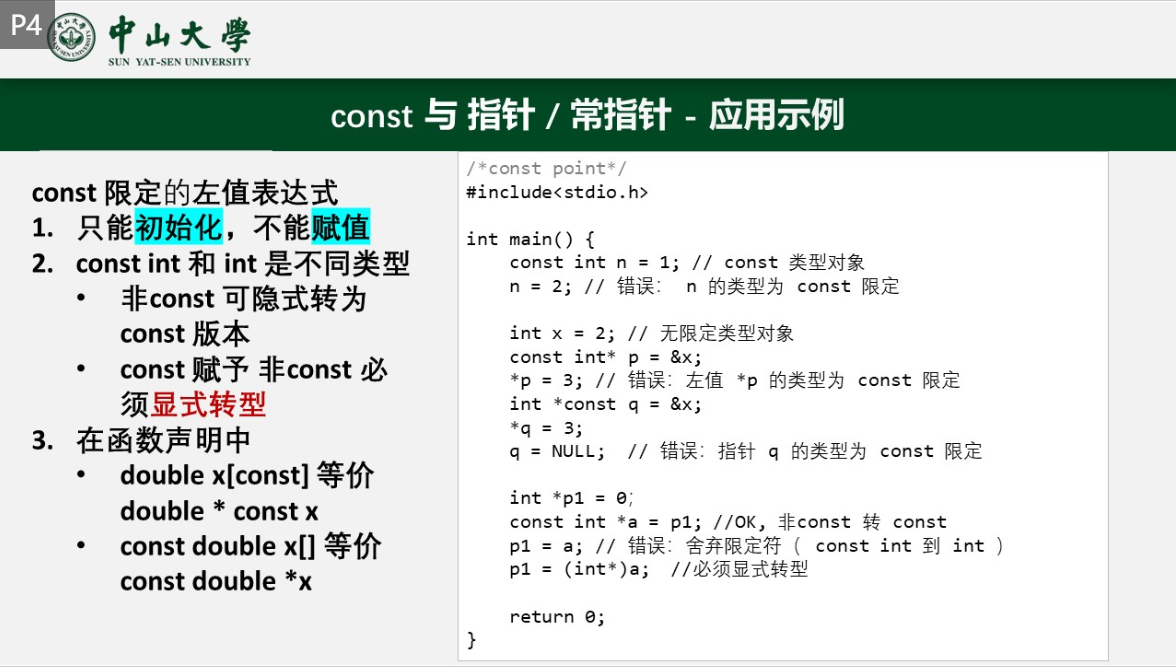 P4
中山大學
SUN YAT-SEN UNIVERSITY
const 与 指针 / 常指针 - 应用示例
const 限定的左值表达式
1. 只能初始化，不能赋值
2. const int 和 int 是不同类型
• 非const 可隐式转为
const 版本
• const 赋予 非const 必
须显式转型
3. 在函数声明中
• double x[const] 等价
double * const x
• const double x[] 等价
const double *x
/*const point*/
#include<stdio.h>
int main() {
    const int n = 1; // const 类型对象
    n = 2; // 错误： n 的类型为 const 限定
    int x = 2; // 无限定类型对象
    const int* p = &x;
    *p = 3; // 错误：左值 *p 的类型为 const 限定
    int *const q = &x;
    *q = 3;
    q = NULL;  // 错误：指针 q 的类型为 const 限定
    int *p1 = 0;
    const int *a = p1; //OK, 非const 转 const
    p1 = a; // 错误：舍弃限定符（ const int 到 int ）
    p1 = (int*)a;  //必须显式转型
    return 0;
}